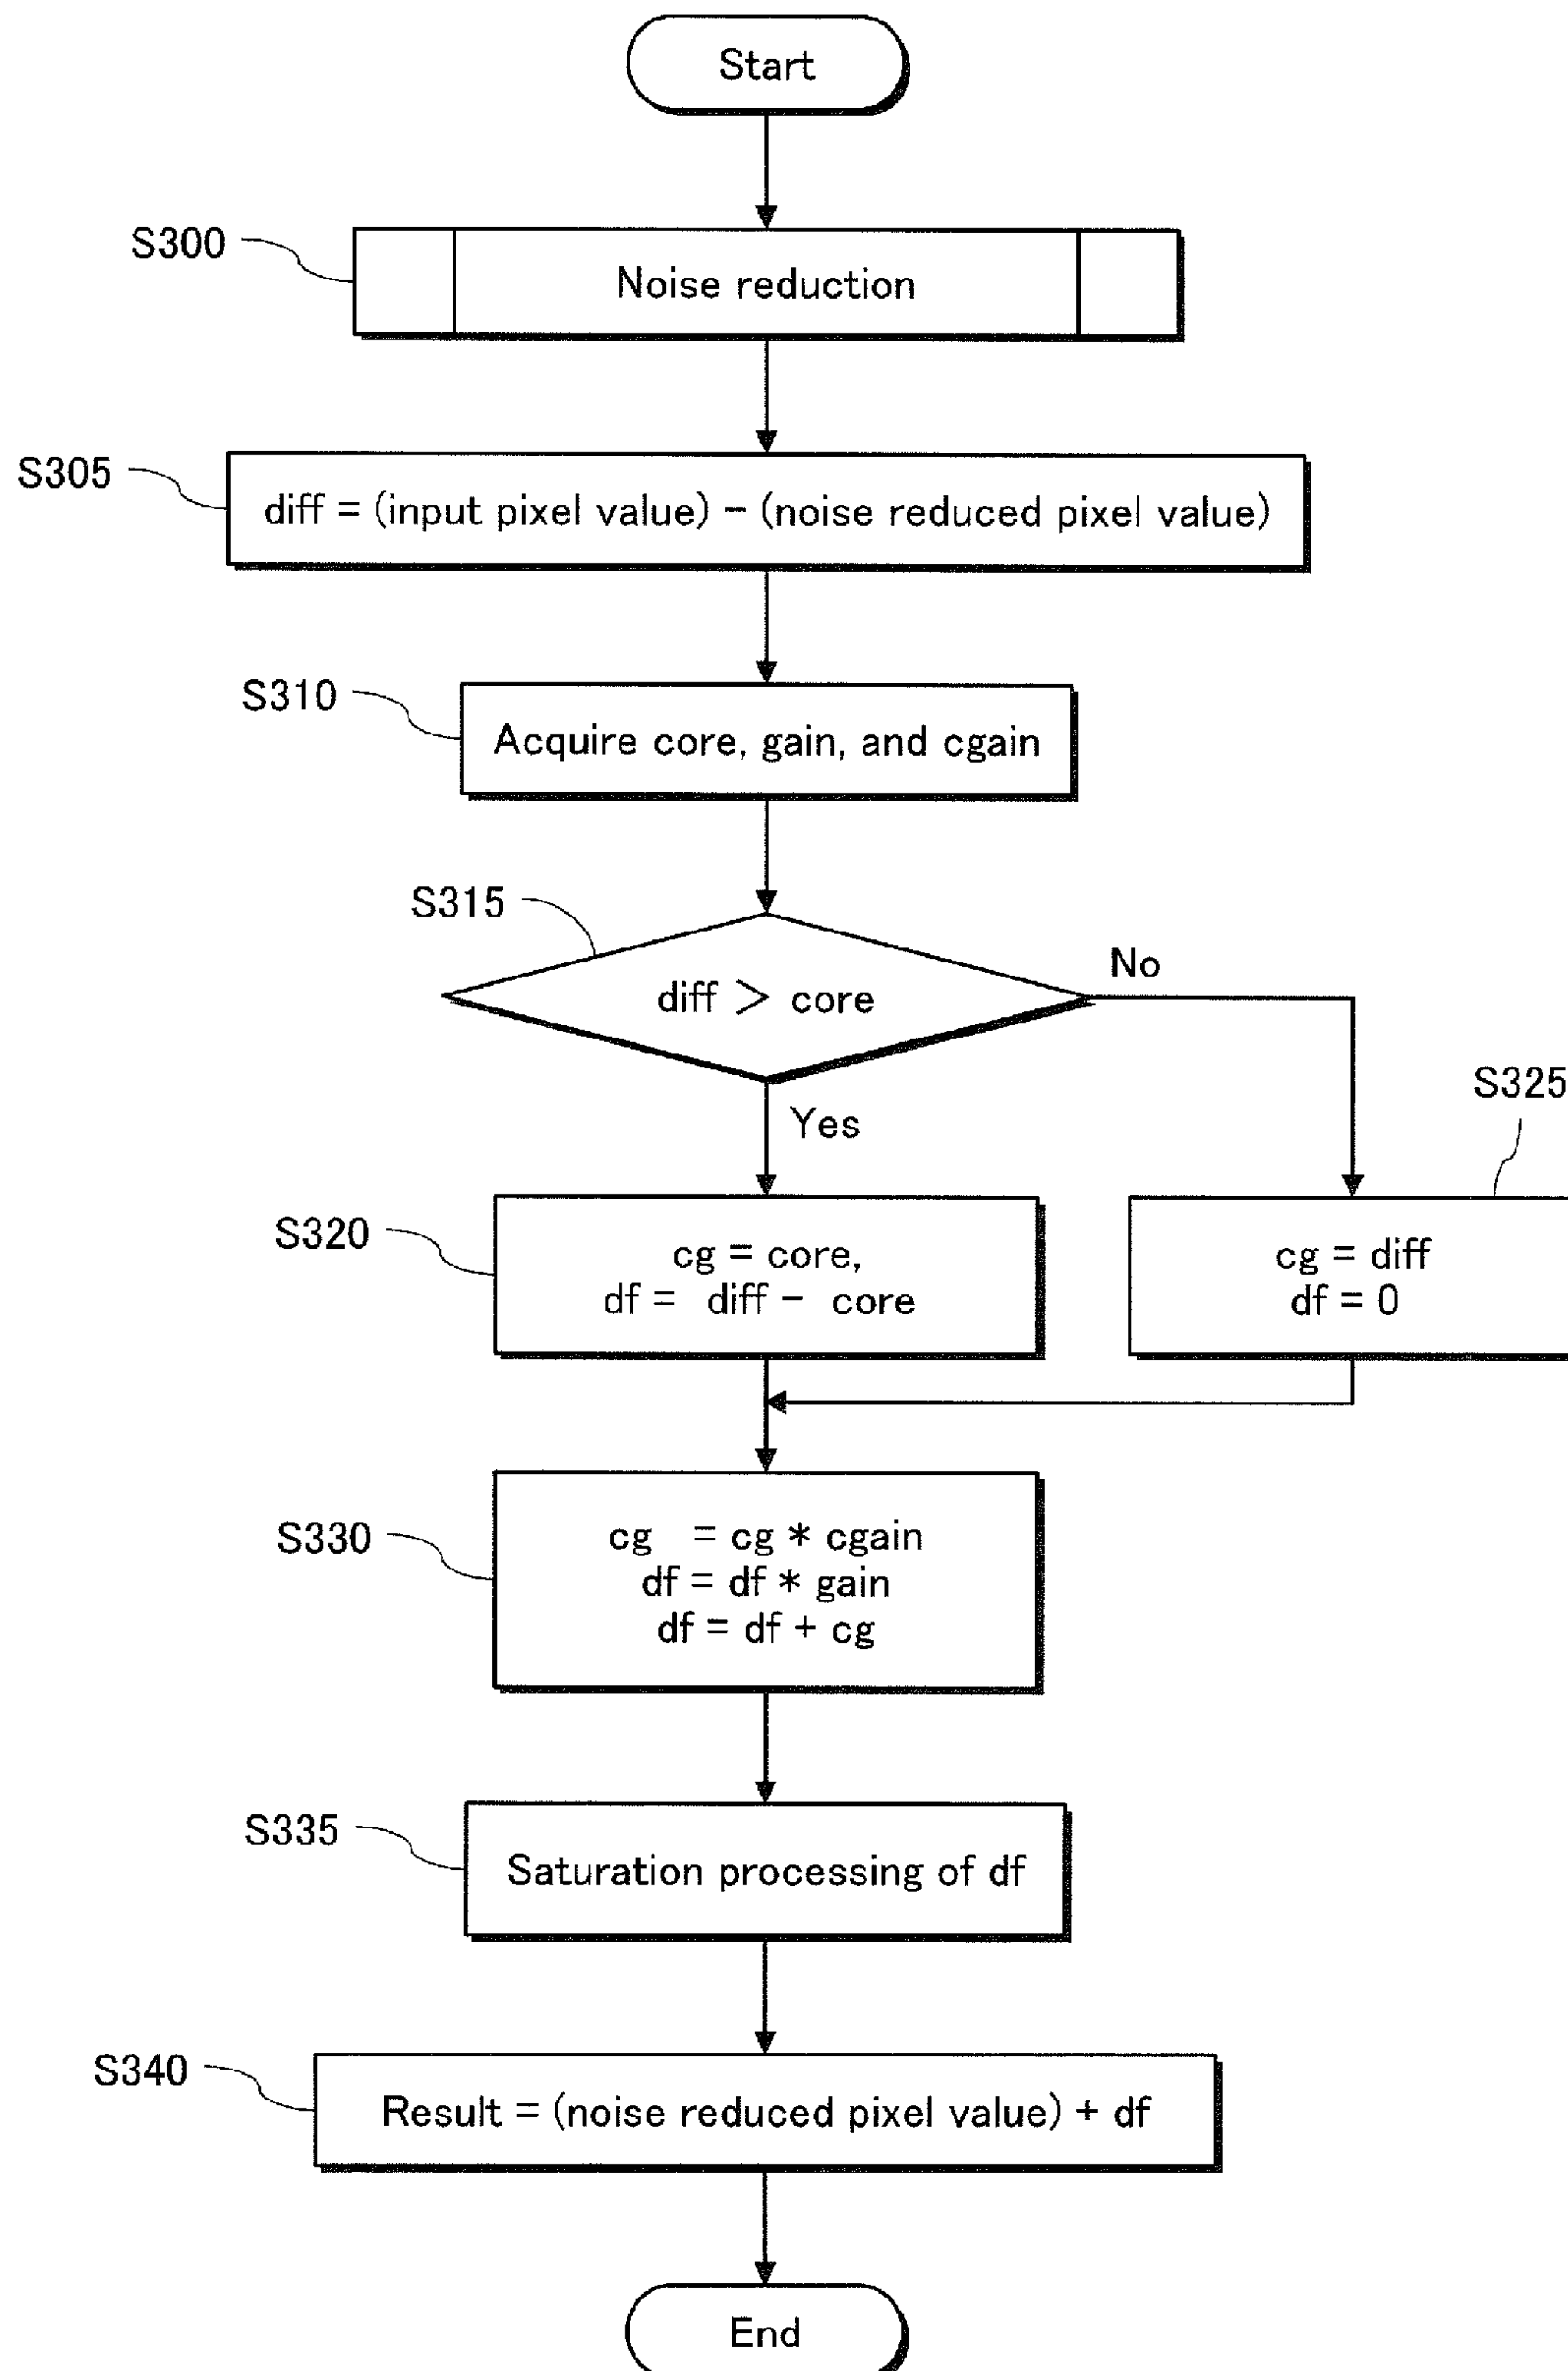 Start
S300
Noise reduction
S305
diff = (input pixel value) - (noise reduced pixel value)
S310
Acquire core, gain, and cgain
S315
diff > core
No
Yes
S325
S320
cg = core,
df = diff - core
cg = diff
df = 0
S330
cg = cg * cgain
df = df * gain
df = df + cg
S335
Saturation processing of df
S340
Result = (noise reduced pixel value) + df
End